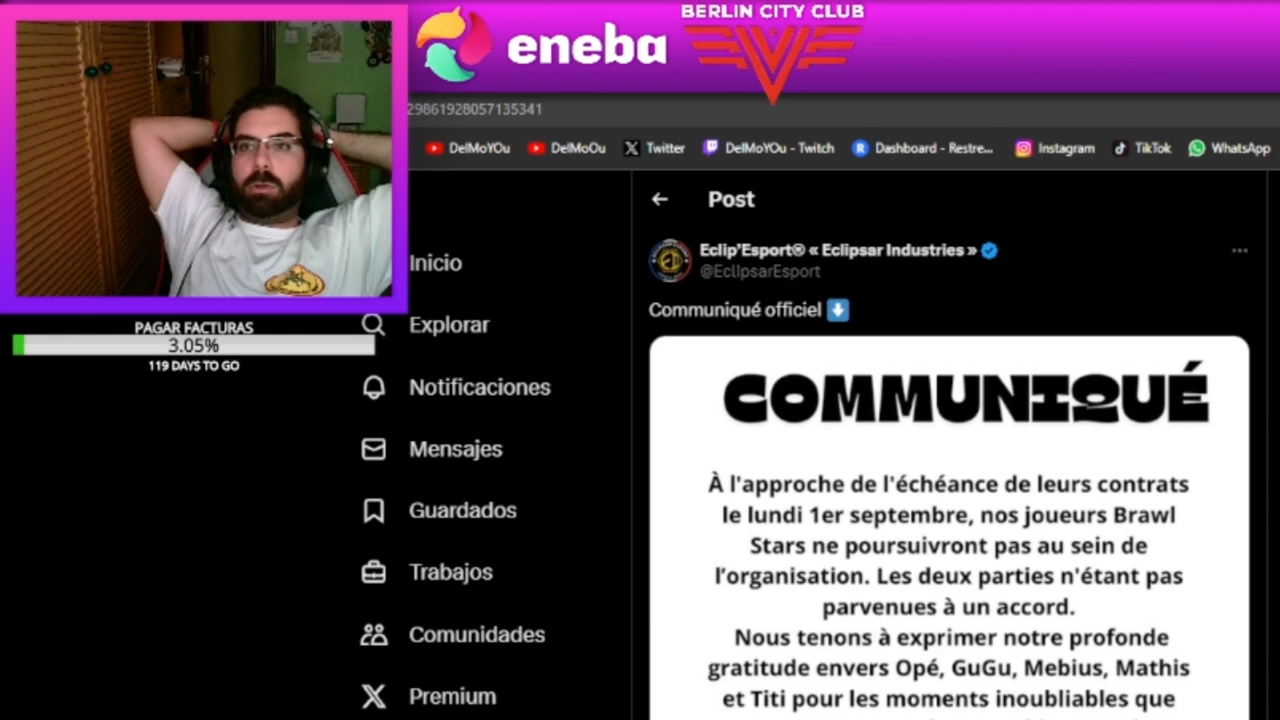 BERLIN CITY CLUB
eneba
29861928057135341
DelMoYOu
DelMoOu
Twitter
DelMoYOu - Twitch
Dashboard - Restre...
Instagram
TikTok
WhatsApp
Post
Eclip'Esport® « Eclipsar Industries »
@EclipsarEsport
Communiqué officiel
Inicio
Explorar
Notificaciones
Mensajes
Guardados
Trabajos
Comunidades
Premium
PAGAR FACTURAS
3.05%
119 DAYS TO GO
COMMUNIQUÉ
À l'approche de l'échéance de leurs contrats
le lundi 1er septembre, nos joueurs Brawl
Stars ne poursuivront pas au sein de
l'organisation. Les deux parties n'étant pas
parvenues à un accord.
Nous tenons à exprimer notre profonde
gratitude envers Opé, GuGu, Mebius, Mathis
et Titi pour les moments inoubliables que